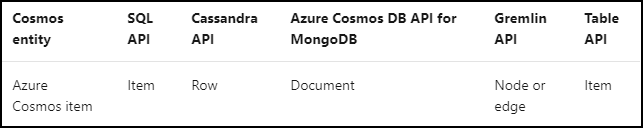 Cosmos entity SQL API Cassandra API Azure Cosmos DB API for MongoDB Gremlin API Table API
Azure Cosmos item Item Row Document Node or edge Item